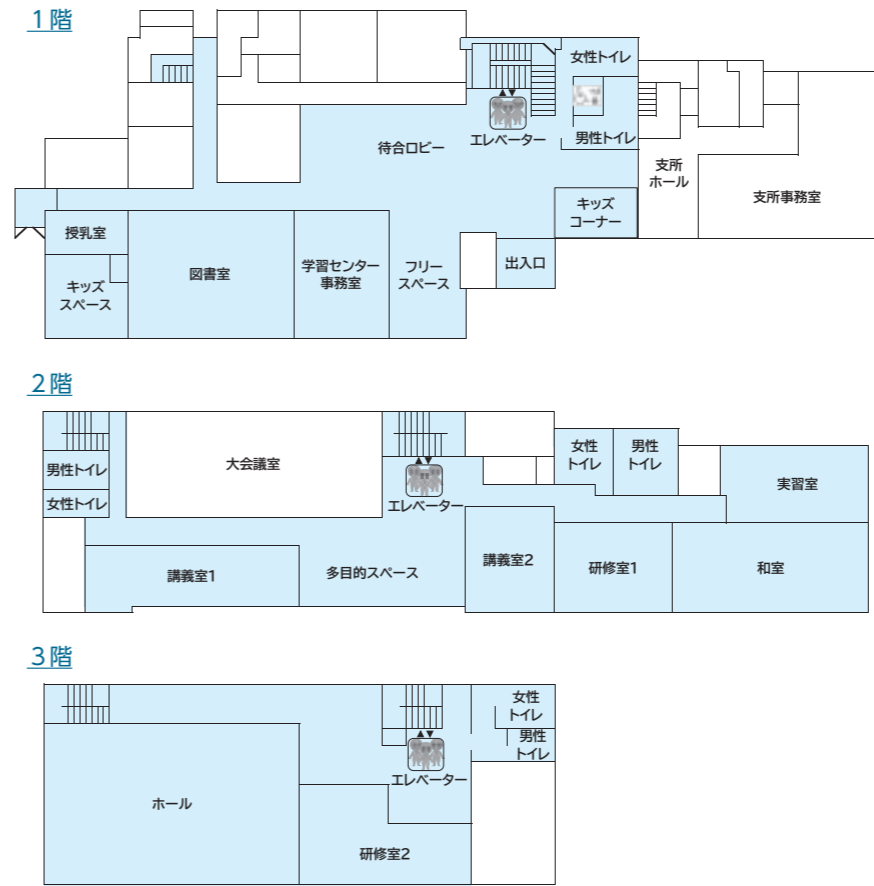 1階
女性トイレ
エレベーター
男性トイレ
待合ロビー
支所
ホール
支所事務室
キッズ
コーナー
授乳室
図書室
学習センター
事務室
フリー
スペース
出入口
キッズ
スペース
2階
男性トイレ
女性トイレ
大会議室
エレベーター
女性
トイレ
男性
トイレ
実習室
講義室1
多目的スペース
講義室2
研修室1
和室
3階
女性
トイレ
男性
トイレ
エレベーター
ホール
研修室2